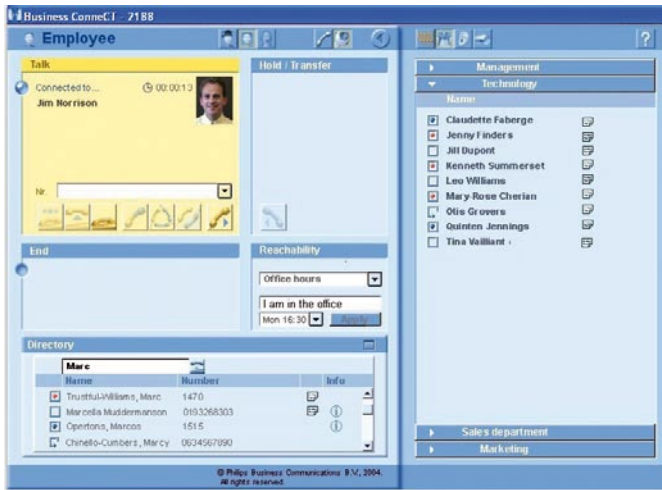 Business ConneCT - 2188
Employee
Talk
Connected to...
00:00:13
Jim Norrison
Nr.
Hold / Transfer
End
Reachability
Office hours
I am in the office
Mon 16:30
Apply
Directory
Marc
Name Number Info
Trustful-Williams, Marc 1470
Marcella Muddermanson 0193268303
Opertons, Marcos 1515
Chinello-Cumbers, Marcy 0634567890
© Philips Business Communications B.V., 2004.
All rights reserved.
?
Management
Technology
Name
Claudette Faberge
Jenny Finders
Jill Dupont
Kenneth Summerset
Leo Williams
Mary-Rose Cherian
Otis Grovers
Quinten Jennings
Tina Vailliant
Sales department
Marketing